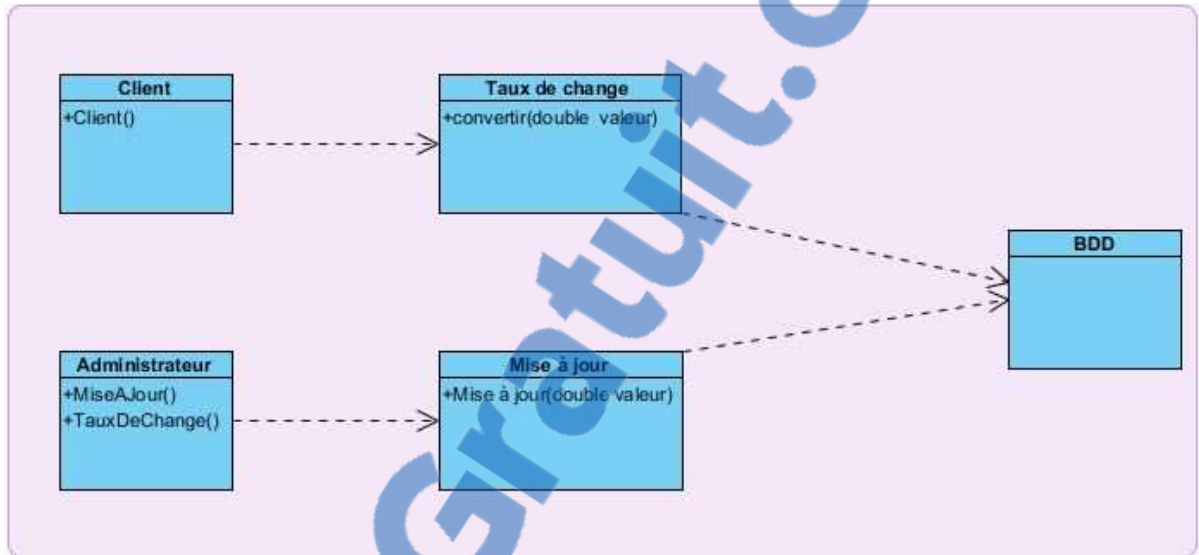 Client
+Client()
Taux de change
+convertir(double valeur)
BDD
Administrateur
+MiseAJour()
+TauxDeChange()
Mise à jour
+Mise à jour(double valeur)
Gratuit.c